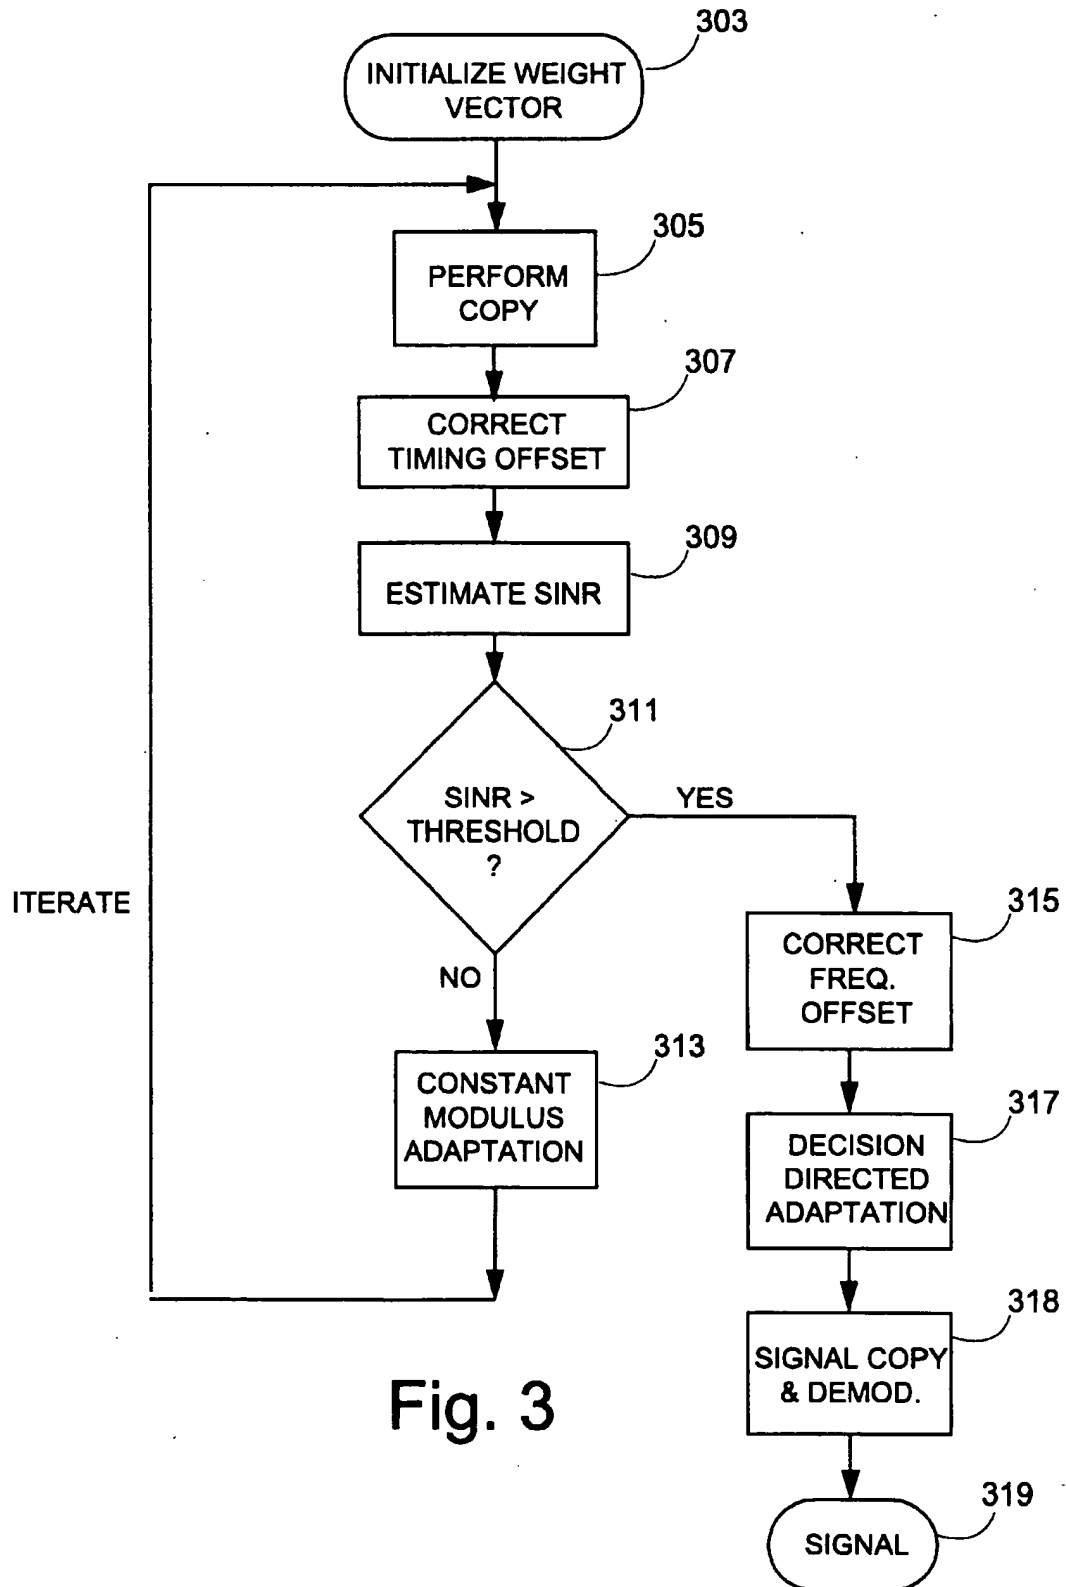 303
INITIALIZE WEIGHT
VECTOR
305
PERFORM
COPY
307
CORRECT
TIMING OFFSET
309
ESTIMATE SINR
311
SINR >
THRESHOLD
?
YES
NO
ITERATE
313
CONSTANT
MODULUS
ADAPTATION
315
CORRECT
FREQ.
OFFSET
317
DECISION
DIRECTED
ADAPTATION
318
SIGNAL COPY
& DEMOD.
319
SIGNAL
Fig. 3